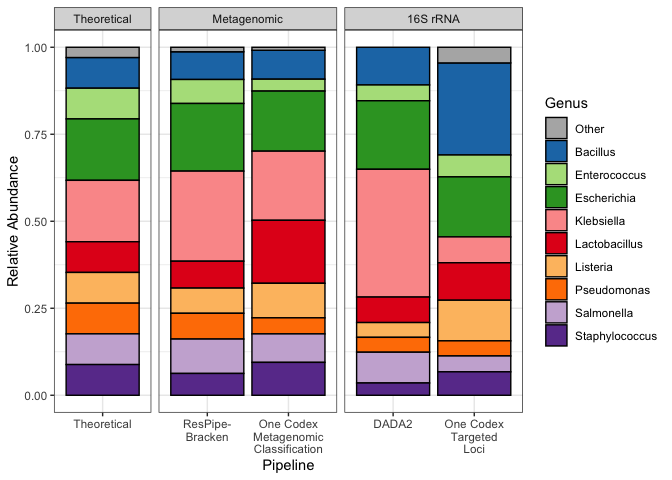 Theoretical
Metagenomic
16S rRNA
Relative Abundance
1.00
0.75
0.50
0.25
0.00
Theoretical
ResPipe-
Bracken
One Codex
Metagenomic
Classification
DADA2
One Codex
Targeted
Loci
Pipeline
Genus
Other
Bacillus
Enterococcus
Escherichia
Klebsiella
Lactobacillus
Listeria
Pseudomonas
Salmonella
Staphylococcus